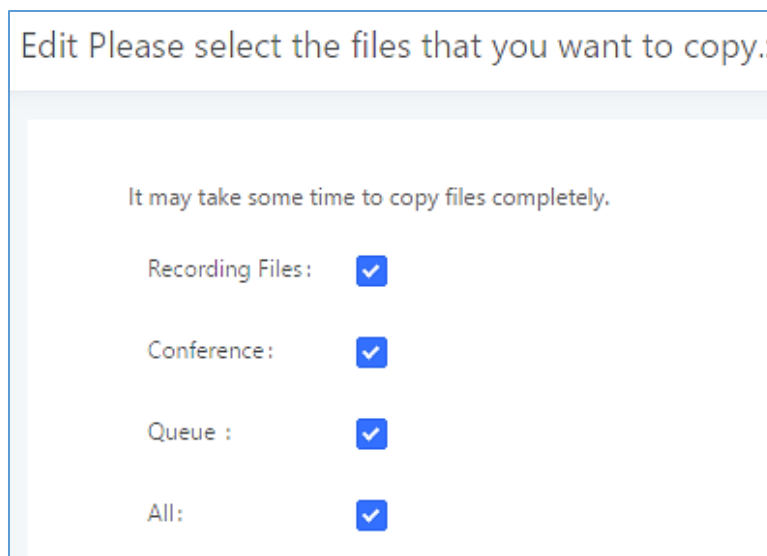 Edit Please select the files that you want to copy.:
It may take some time to copy files completely.
Recording Files:
Conference:
Queue :
All: